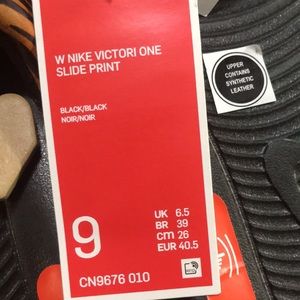 W NIKE VICTORI ONE
SLIDE PRINT
BLACK/BLACK
NOIR/NOIR
UPPER
CONTAINS
SYNTHETIC
LEATHER
9
UK 6.5
BR 39
CM 26
EUR 40.5
CN9676 010